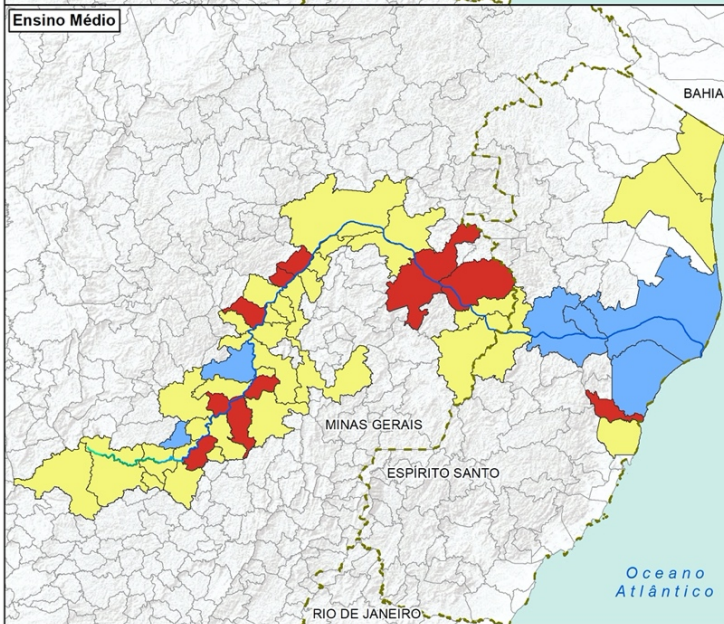 Ensino Médio
BAHIA
MINAS GERAIS
ESPÍRITO SANTO
Oceano
Atlântico
RIO DE JANEIRO